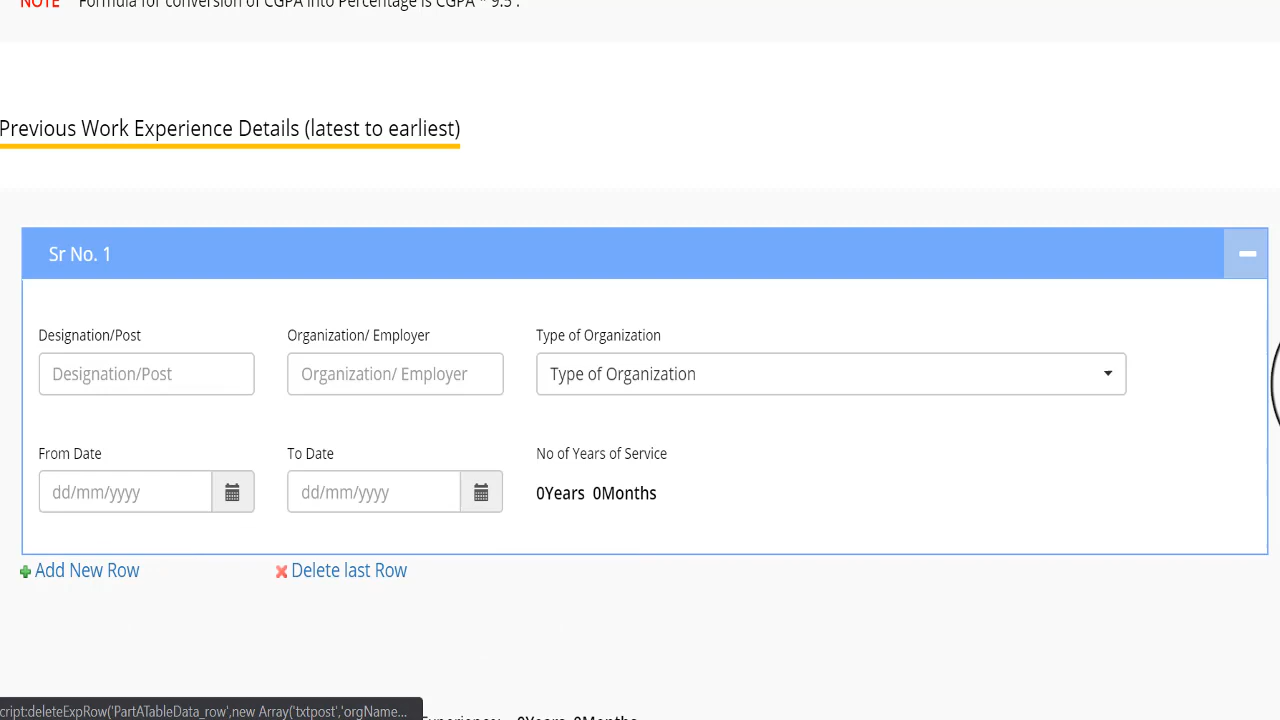 NOTE Formula for conversion of CGPA into Percentage is CGPA * 9.5 .
Previous Work Experience Details (latest to earliest)
Sr No. 1
Designation/Post Organization/ Employer Type of Organization
Designation/Post Organization/ Employer Type of Organization
From Date To Date No of Years of Service
dd/mm/yyyy dd/mm/yyyy 0Years 0Months
Add New Row Delete last Row
cript:deleteExpRow('PartATableData_row',new Array('txtpost','orgName...
Experience: 0Years 0Months